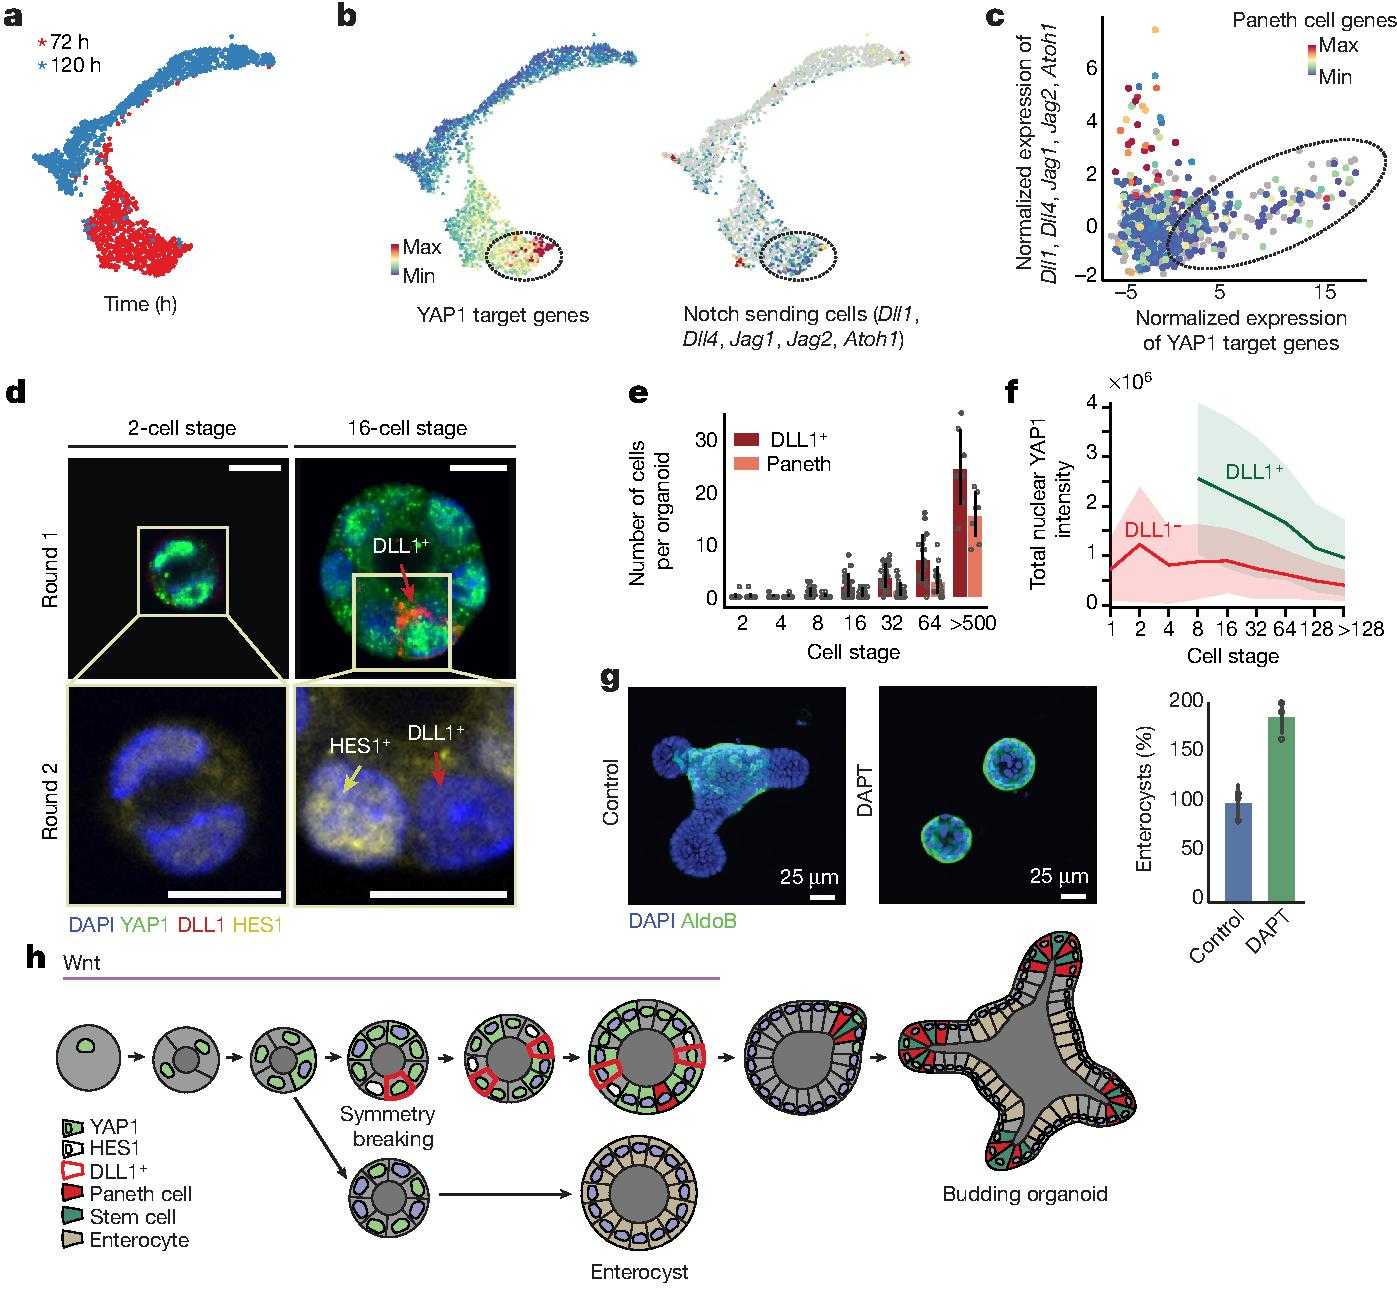 a
* 72 h
* 120 h
Time (h)
b
Max
Min
YAP1 target genes
Notch sending cells (Dll1,
Dll4, Jag1, Jag2, Atoh1)
c
Paneth cell genes
Max
Min
Normalized expression of
Dll1, Dll4, Jag1, Jag2, Atoh1
6
4
2
0
−2
−5
5
15
Normalized expression
of YAP1 target genes
d
2-cell stage
16-cell stage
Round 1
DLL1+
Round 2
HES1+
DLL1+
DAPI YAP1 DLL1 HES1
e
Number of cells
per organoid
30
20
10
0
DLL1+
Paneth
2 4 8 16 32 64 >500
Cell stage
f
×10⁶
Total nuclear YAP1
intensity
4
3
2
1
0
DLL1+
DLL1−
1 2 4 8 16 32 64 128 >128
Cell stage
g
Control
25 µm
DAPT
25 µm
DAPI AldoB
Enterocysts (%)
200
150
100
50
0
Control
DAPT
h
Wnt
Symmetry
breaking
YAP1
HES1
DLL1+
Paneth cell
Stem cell
Enterocyte
Enterocyst
Budding organoid